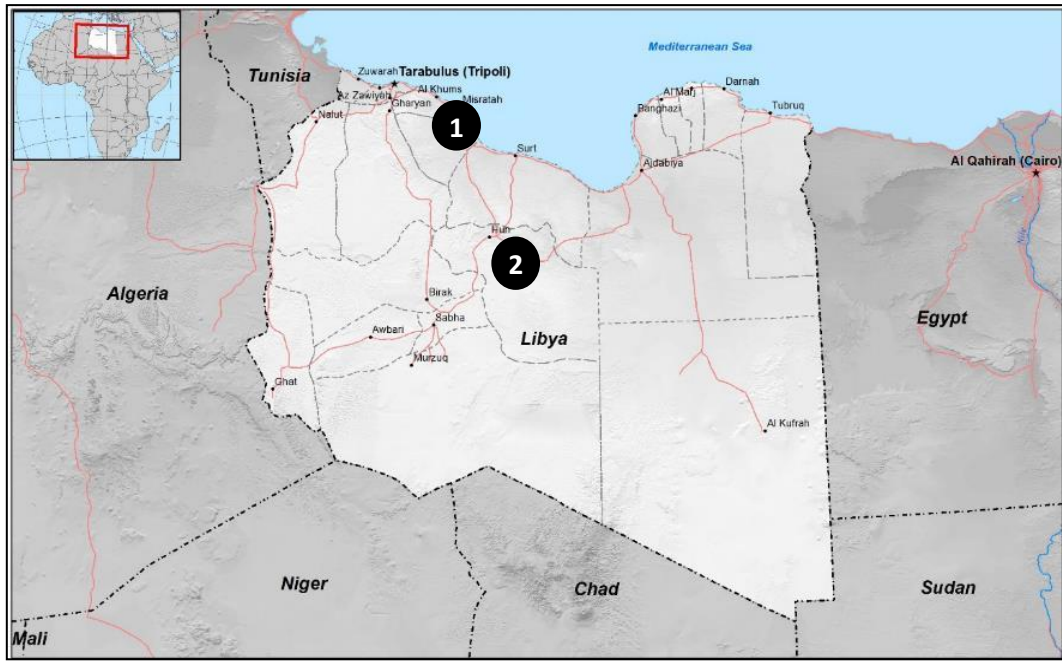 Mediterranean Sea
Tunisia
Zuwarah
Tarabulus (Tripoli)
Az Zawiyah
Al Khums
Misratah
Gharyan
Nalut
1
Surt
Darnah
Al Marj
Banghazi
Tubruq
Ajdabiya
Al Qahirah (Cairo)
Nile
Hun
2
Algeria
Birak
Sabha
Awbari
Murzuq
Ghat
Libya
Egypt
Al Kufrah
Niger
Chad
Sudan
Mali